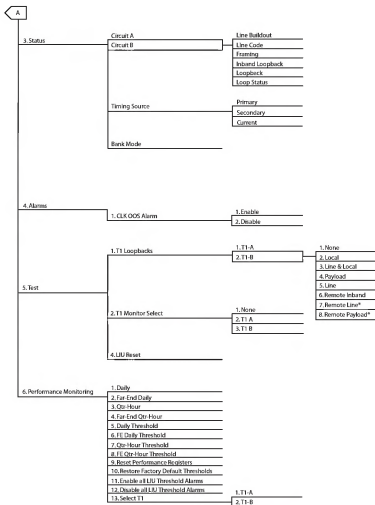 A
3.Status
Circuit A
Circuit B
Line Buildout
Line Code
Framing
Inband Loopback
Loopback
Loop Status
Timing Source
Primary
Secondary
Current
Bank Mode
4.Alarms
1.CLK OOS Alarm
1.Enable
2.Disable
5.Test
1.T1 Loopbacks
1.T1-A
2.T1-B
1.None
2.Local
3.Line & Local
4.Payload
5.Line
6.Remote Inband
7.Remote Line*
8.Remote Payload*
2.T1 Monitor Select
1.None
2.T1 A
3.T1 B
4.LIU Reset
6.Performance Monitoring
1.Daily
2.Far-End Daily
3.Qtr-Hour
4.Far-End Qtr-Hour
5.Daily Threshold
6.FE Daily Threshold
7.Qtr-Hour Threshold
8.FE Qtr-Hour Threshold
9.Reset Performance Registers
10.Restore Factory Default Thresholds
11.Enable all LIU Threshold Alarms
12.Disable all LIU Threshold Alarms
13.Select T1
1.T1-A
2.T1-B